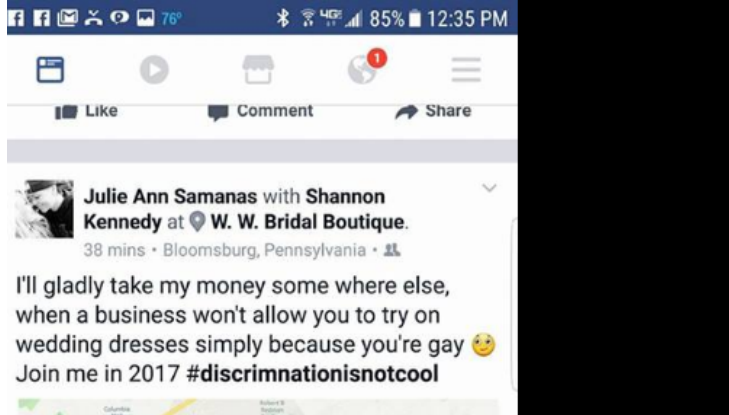 76° 4G 85% 12:35 PM
1
Like Comment Share
Julie Ann Samanas with Shannon
Kennedy at W. W. Bridal Boutique.
38 mins • Bloomsburg, Pennsylvania •
I'll gladly take my money some where else,
when a business won't allow you to try on
wedding dresses simply because you're gay
Join me in 2017 #discrimnationisnotcool
Columbia